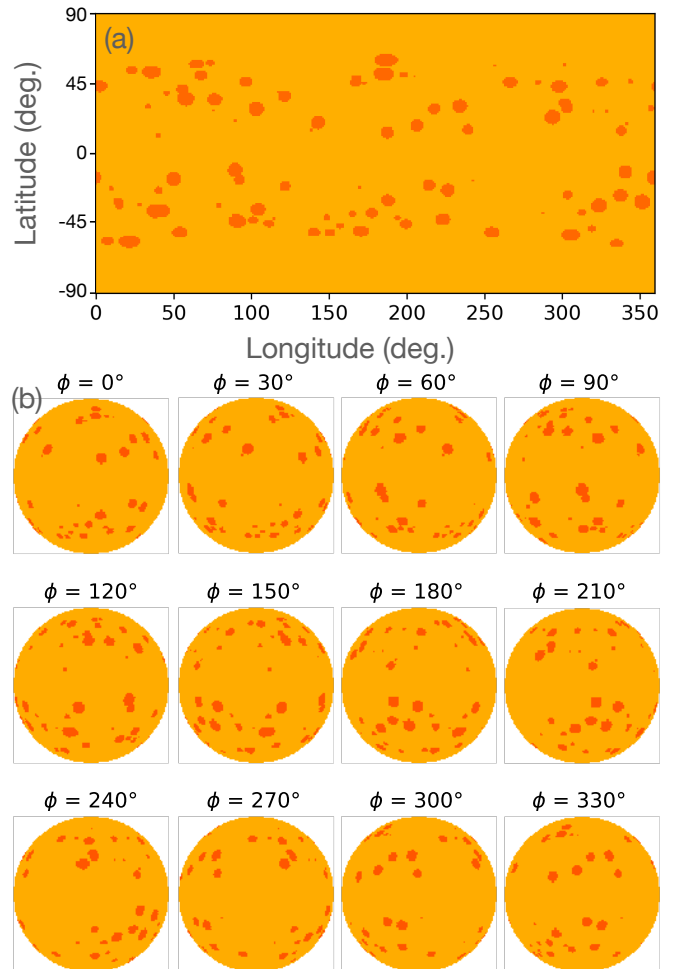 (a)
90
45
0
-45
-90
Latitude (deg.)
0 50 100 150 200 250 300 350
Longitude (deg.)
(b)
ϕ = 0° ϕ = 30° ϕ = 60° ϕ = 90°
ϕ = 120° ϕ = 150° ϕ = 180° ϕ = 210°
ϕ = 240° ϕ = 270° ϕ = 300° ϕ = 330°